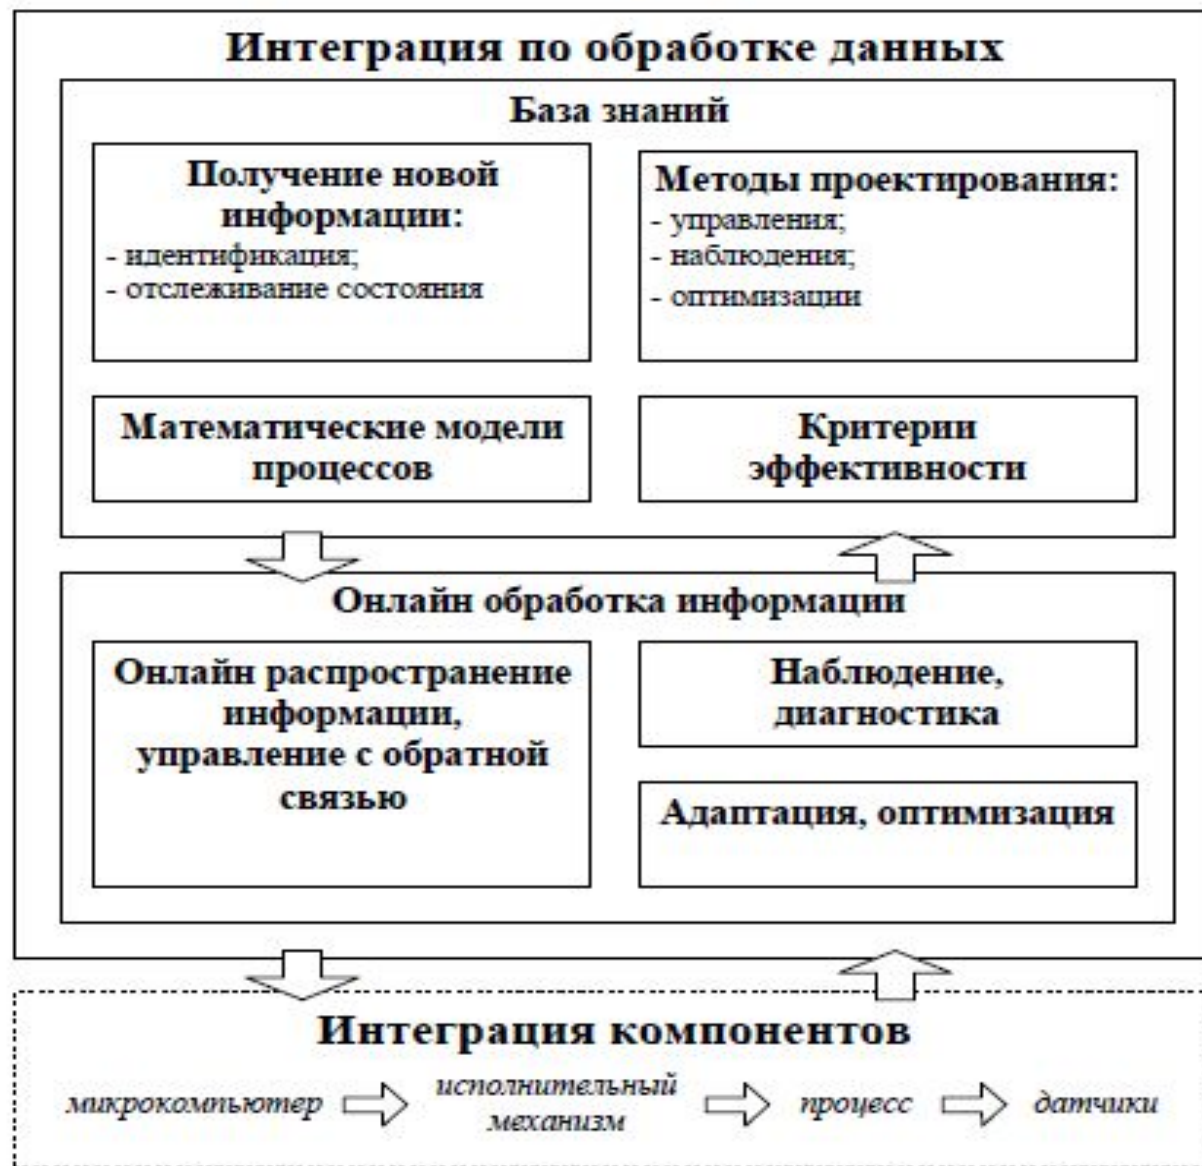 Интеграция по обработке данных
База знаний
Получение новой
информации:
- идентификация;
- отслеживание состояния
Методы проектирования:
- управления;
- наблюдения;
- оптимизации
Математические модели
процессов
Критерии
эффективности
Онлайн обработка информации
Онлайн распространение
информации,
управление с обратной
связью
Наблюдение,
диагностика
Адаптация, оптимизация
Интеграция компонентов
микрокомпьютер
исполнительный
механизм
процесс
датчики